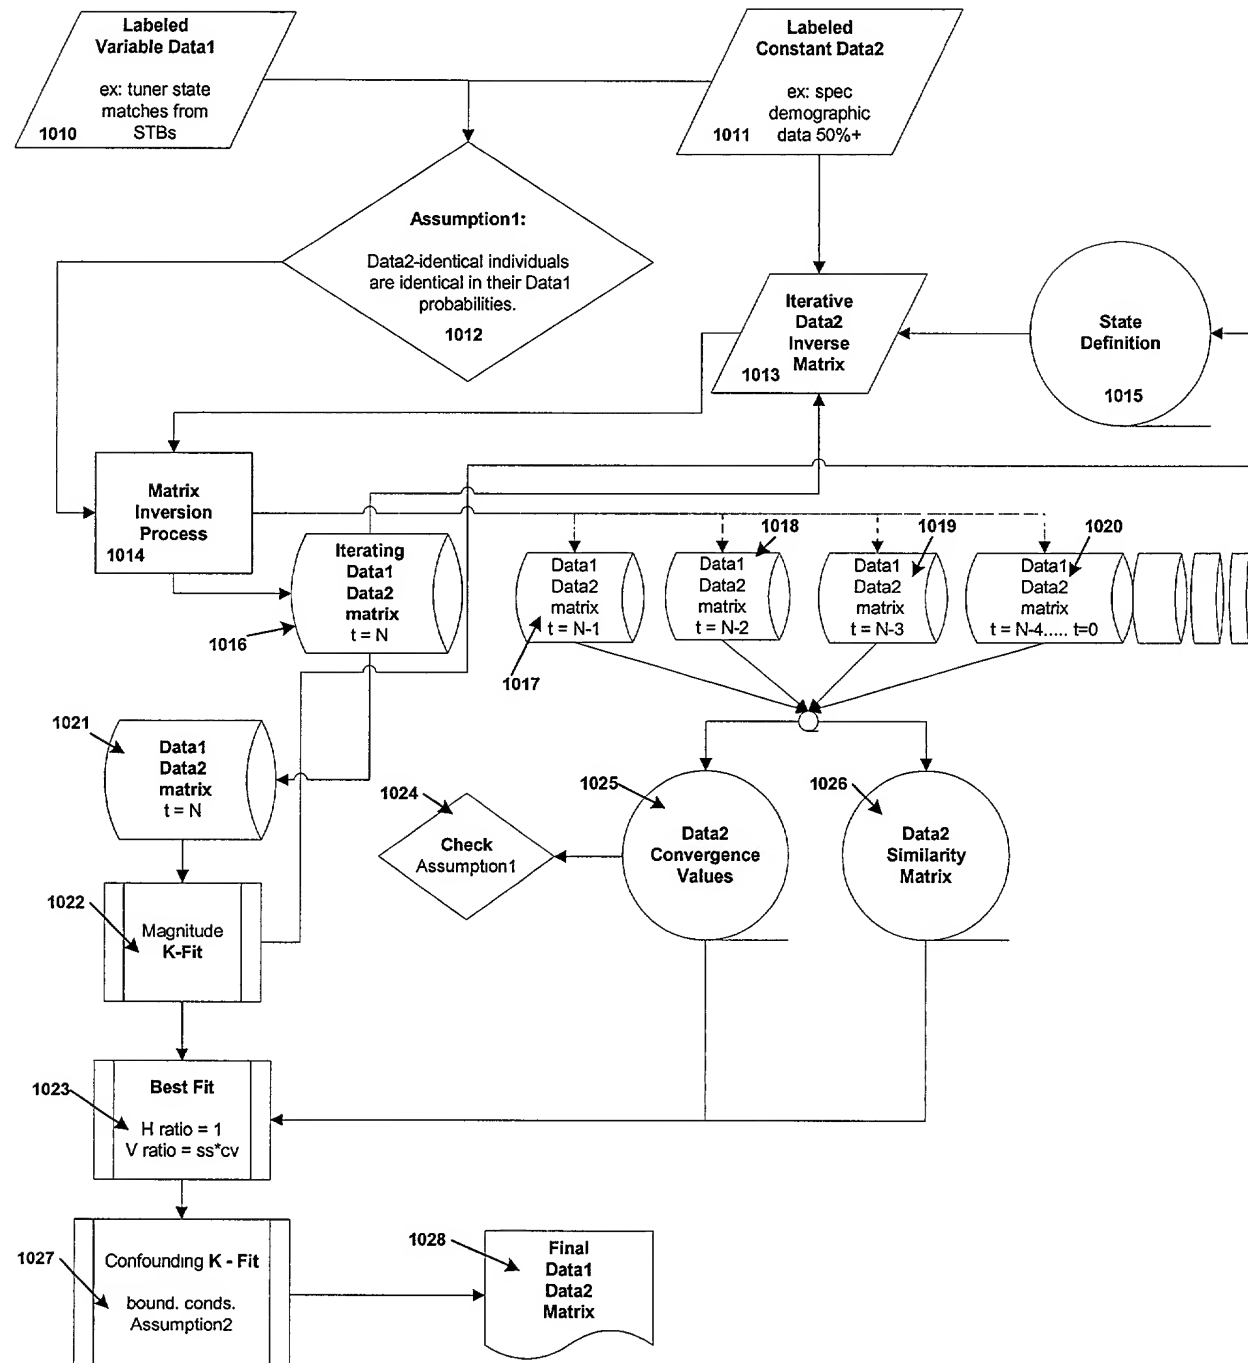 Labeled
Variable Data1
ex: tuner state
matches from
STBs
1010
Labeled
Constant Data2
ex: spec
demographic
data 50%+
1011
Assumption1:
Data2-identical individuals
are identical in their Data1
probabilities.
1012
Iterative
Data2
Inverse
Matrix
1013
State
Definition
1015
Matrix
Inversion
Process
1014
Iterating
Data1
Data2
matrix
t = N
1016
Data1
Data2
matrix
t = N-1
1017
1018
Data1
Data2
matrix
t = N-2
1019
Data1
Data2
matrix
t = N-3
1020
Data1
Data2
matrix
t = N-4..... t=0
1021
Data1
Data2
matrix
t = N
1024
Check
Assumption1
1025
Data2
Convergence
Values
1026
Data2
Similarity
Matrix
1022
Magnitude
K-Fit
1023
Best Fit
H ratio = 1
V ratio = ss*cv
1027
Confounding K - Fit
bound. conds.
Assumption2
1028
Final
Data1
Data2
Matrix